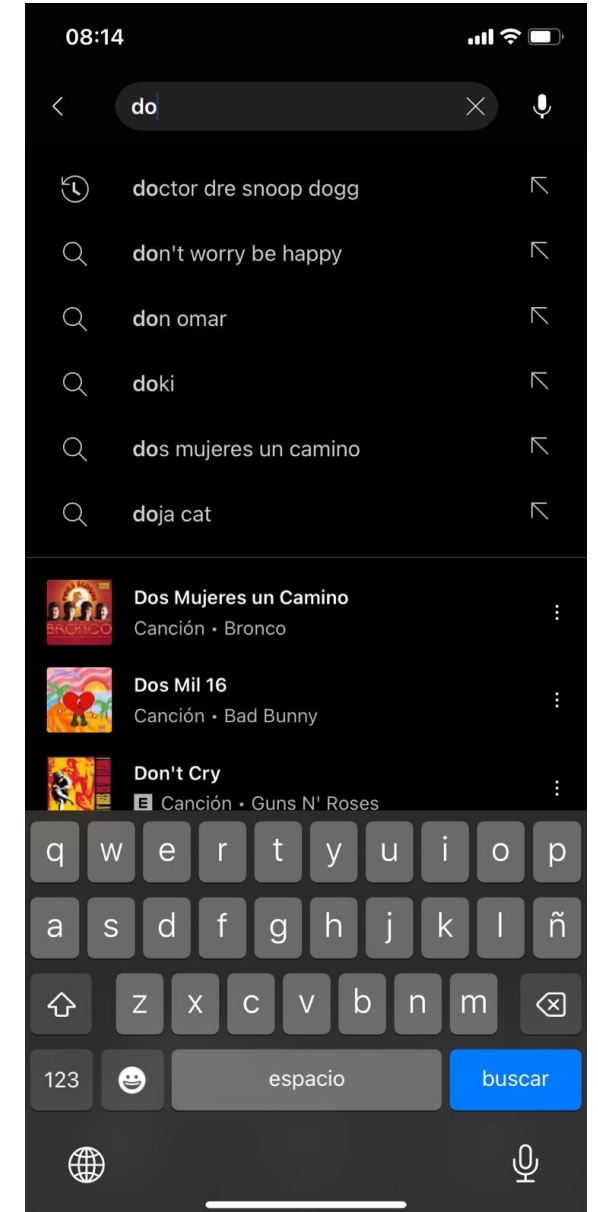 08:14
do
doctor dre snoop dogg
don't worry be happy
don omar
doki
dos mujeres un camino
doja cat
BRONCO
Dos Mujeres un Camino
Canción • Bronco
Dos Mil 16
Canción • Bad Bunny
Don't Cry
E Canción • Guns N' Roses
q w e r t y u i o p
a s d f g h j k l ñ
z x c v b n m
123 espacio buscar